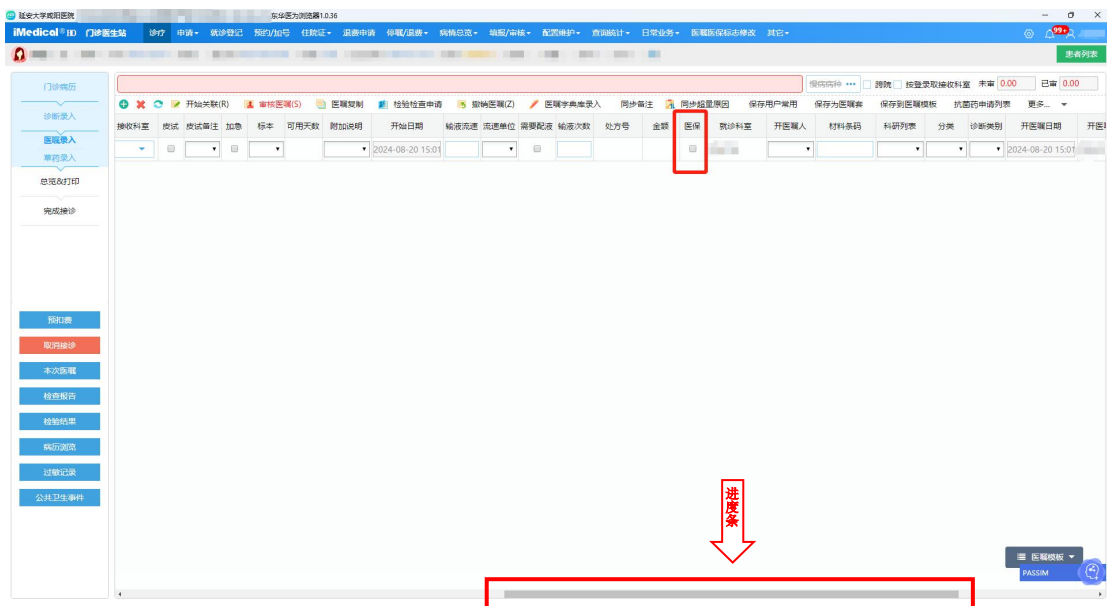 延安大学咸阳医院 东华医为浏览器1.0.36
iMedical HD 门诊医生站 诊疗 申请 就诊登记 预约/加号 住院证 退费申请 停嘱/退费 病情总览 填报/审核 配置维护 查询统计 日常业务 医嘱医保标志修改 其它 99+
患者列表
门诊病历 慢病病种 ••• 跨院 按登录取接收科室 未审 0.00 已审 0.00
开始关联(R) 审核医嘱(S) 医嘱复制 检验检查申请 撤销医嘱(Z) 医嘱字典库录入 同步备注 同步超量原因 保存用户常用 保存为医嘱套 保存到医嘱模板 抗菌药申请列表 更多...
诊断录入
接收科室 皮试 皮试备注 加急 标本 可用天数 附加说明 开始日期 输液流速 流速单位 需要配液 输液次数 处方号 金额 医保 就诊科室 开医嘱人 材料条码 科研列表 分类 诊断类别 开医嘱日期
医嘱录入
2024-08-20 15:01 2024-08-20 15:01
草药录入
总览&打印
完成接诊
预扣费
取消接诊
本次医嘱
检查报告
检验结果
病历浏览
过敏记录
公共卫生事件
进度条
医嘱模板
PASSIM